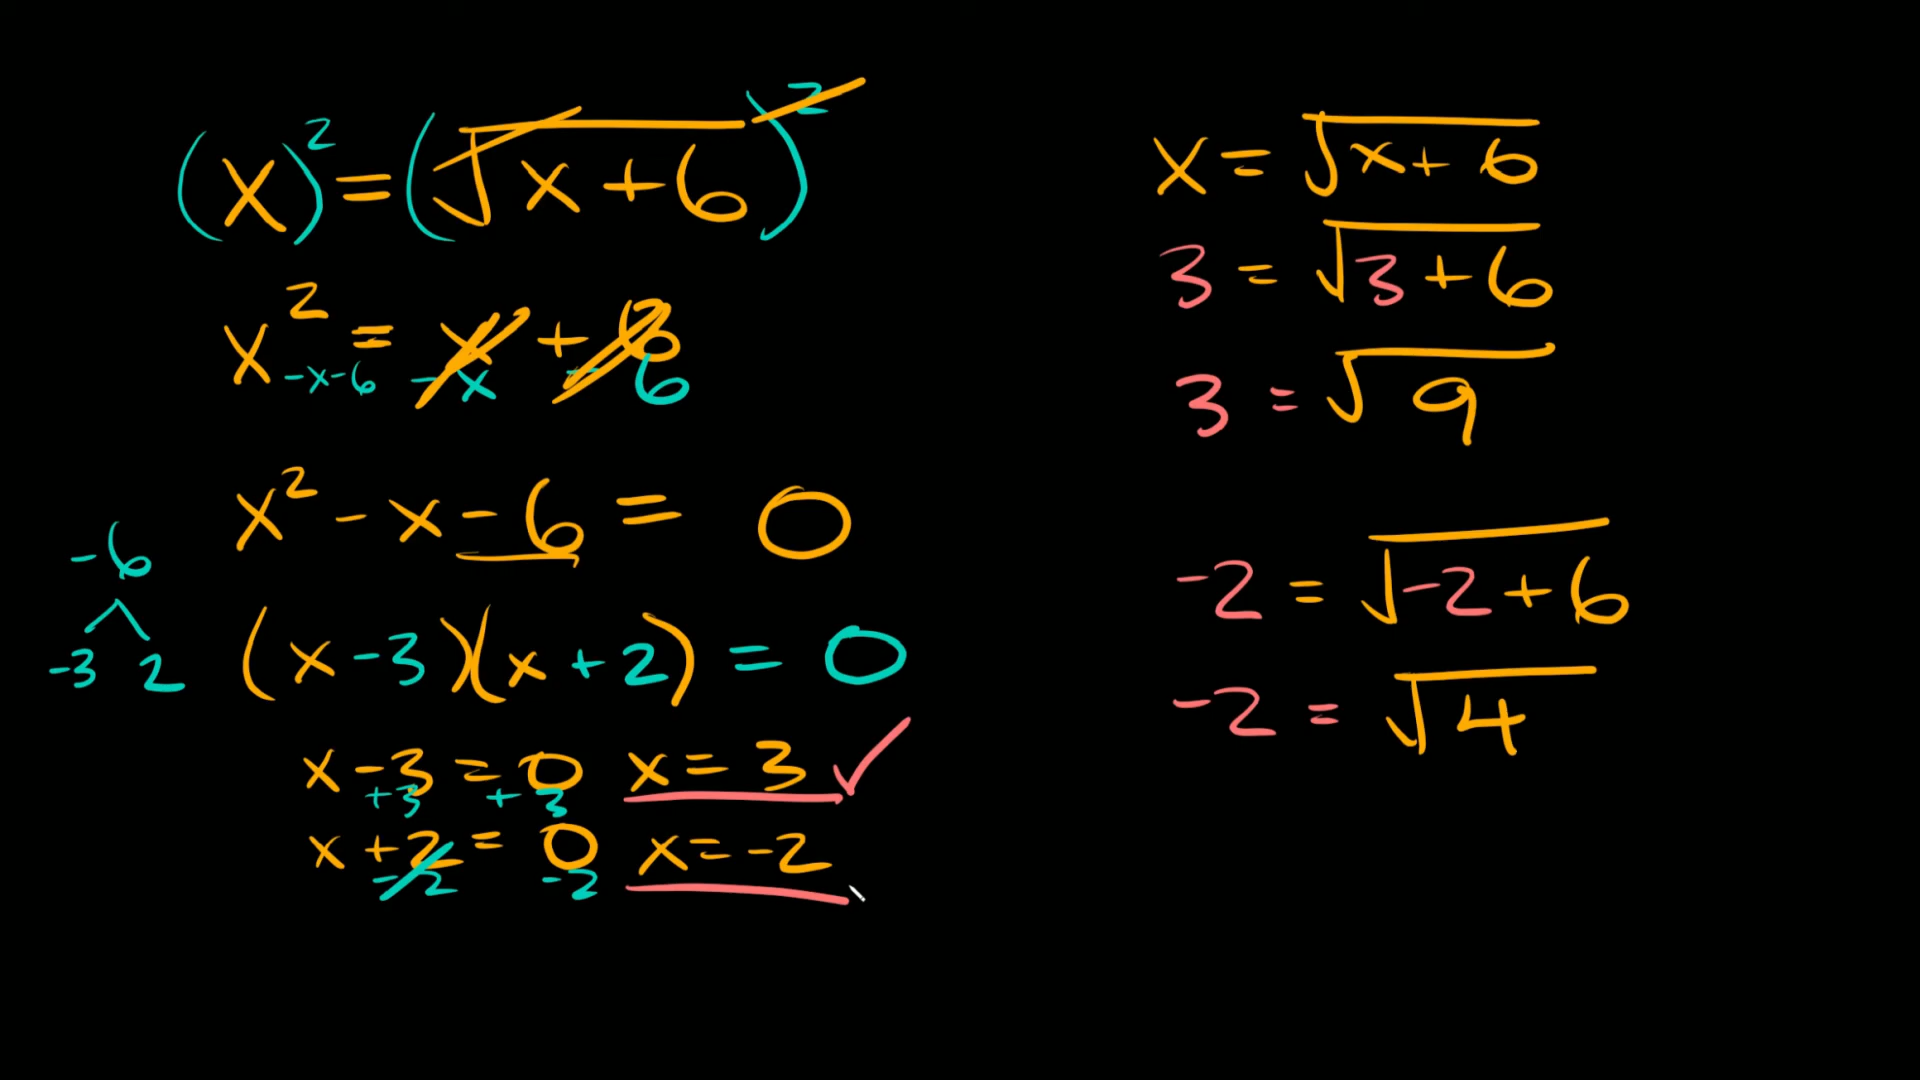 (x)² = (√x + 6)²
x² = x + 6
-x-6 -x - 6
x² - x - 6 = 0
-6
-3 2
(x - 3)(x + 2) = 0
x - 3 = 0 x = 3 ✓
+3 +3
x + 2 = 0 x = -2
-2 -2
x = √x + 6
3 = √3 + 6
3 = √9
-2 = √-2 + 6
-2 = √4